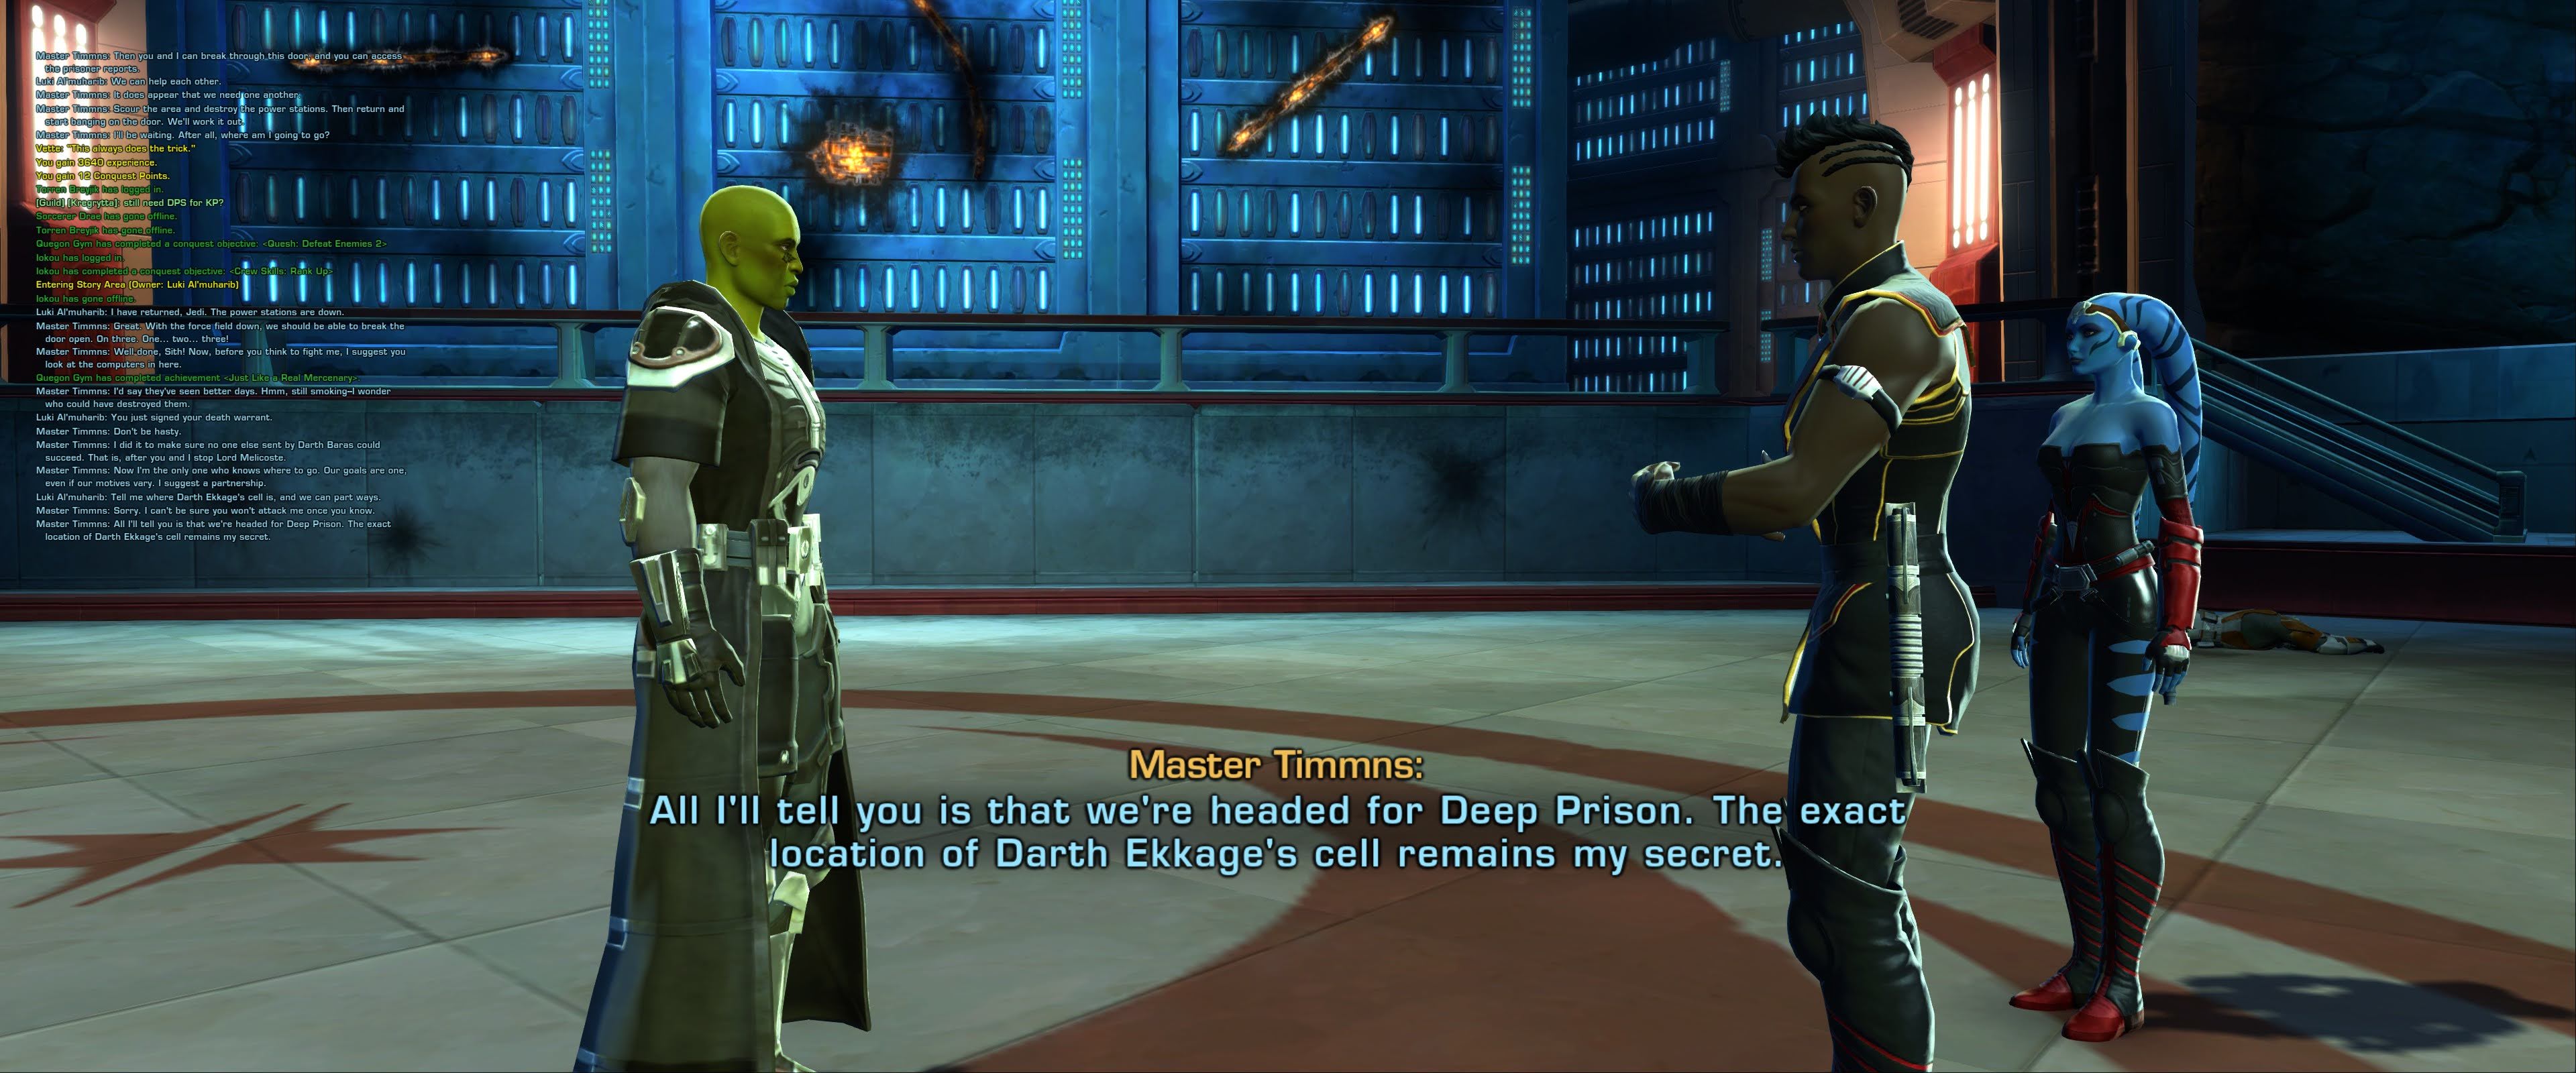 Master Timmns: Then you and I can break through this door, and you can access
the prisoner reports.
Luki Al'muharib: We can help each other.
Master Timmns: It does appear that we need one another.
Master Timmns: Scour the area and destroy the power stations. Then return and
start banging on the door. We'll work it out.
Master Timmns: I'll be waiting. After all, where am I going to go?
Vette: "This always does the trick."
You gain 3640 experience.
You gain 12 Conquest Points.
Torren Breyjik has logged in.
[Guild] [Kregrytta]: still need DPS for KP?
Sorcerer Drae has gone offline.
Torren Breyjik has gone offline.
Quegon Gym has completed a conquest objective: <Quesh: Defeat Enemies 2>
Iokou has logged in.
Iokou has completed a conquest objective: <Crew Skills: Rank Up>
Entering Story Area (Owner: Luki Al'muharib)
Iokou has gone offline.
Luki Al'muharib: I have returned, Jedi. The power stations are down.
Master Timmns: Great. With the force field down, we should be able to break the
door open. On three. One... two... three!
Master Timmns: Well done, Sith! Now, before you think to fight me, I suggest you
look at the computers in here.
Quegon Gym has completed achievement <Just Like a Real Mercenary>.
Master Timmns: I'd say they've seen better days. Hmm, still smoking--I wonder
who could have destroyed them.
Luki Al'muharib: You just signed your death warrant.
Master Timmns: Don't be hasty.
Master Timmns: I did it to make sure no one else sent by Darth Baras could
succeed. That is, after you and I stop Lord Melicoste.
Master Timmns: Now I'm the only one who knows where to go. Our goals are one,
even if our motives vary. I suggest a partnership.
Luki Al'muharib: Tell me where Darth Ekkage's cell is, and we can part ways.
Master Timmns: Sorry. I can't be sure you won't attack me once you know.
Master Timmns: All I'll tell you is that we're headed for Deep Prison. The exact
location of Darth Ekkage's cell remains my secret.
Master Timmns:
All I'll tell you is that we're headed for Deep Prison. The exact
location of Darth Ekkage's cell remains my secret.